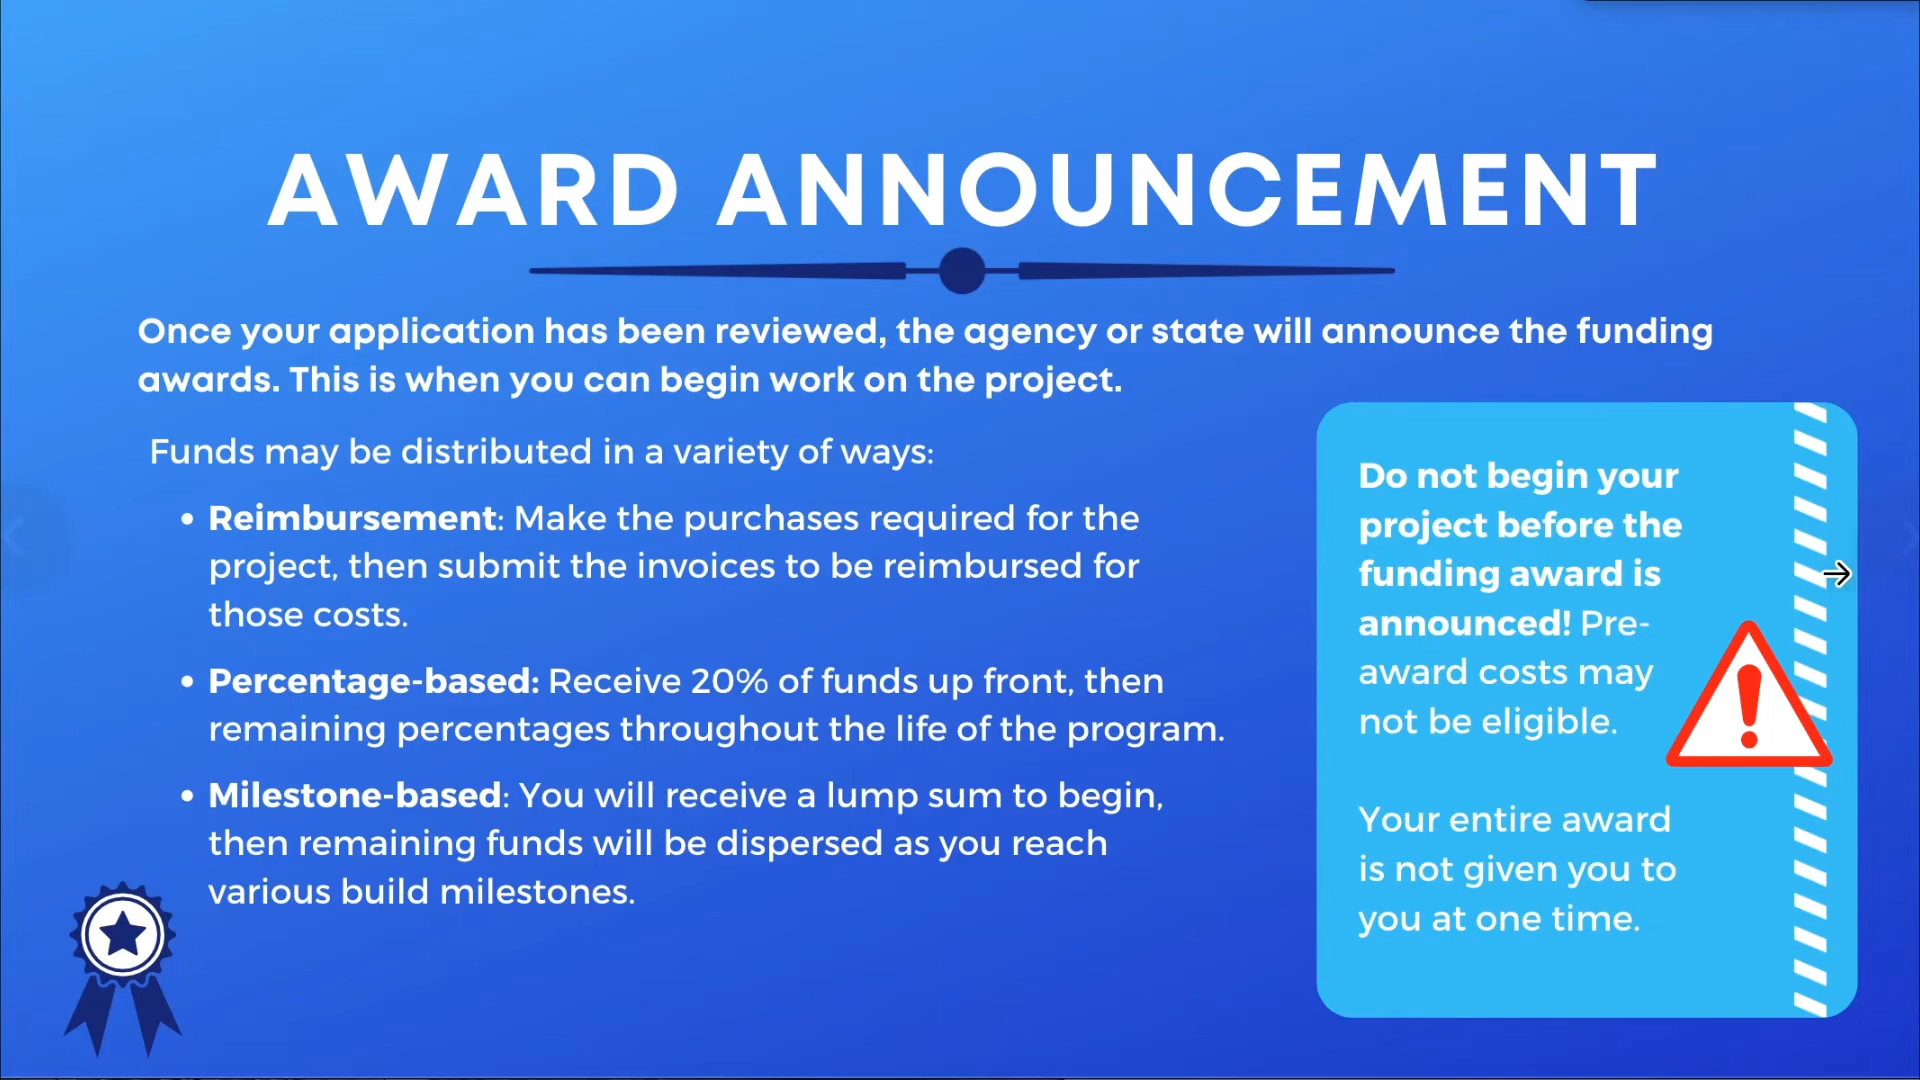 AWARD ANNOUNCEMENT
Once your application has been reviewed, the agency or state will announce the funding
awards. This is when you can begin work on the project.
Funds may be distributed in a variety of ways:
• Reimbursement: Make the purchases required for the
project, then submit the invoices to be reimbursed for
those costs.
• Percentage-based: Receive 20% of funds up front, then
remaining percentages throughout the life of the program.
• Milestone-based: You will receive a lump sum to begin,
then remaining funds will be dispersed as you reach
various build milestones.
Do not begin your
project before the
funding award is
announced! Pre-
award costs may
not be eligible.
Your entire award
is not given you to
you at one time.